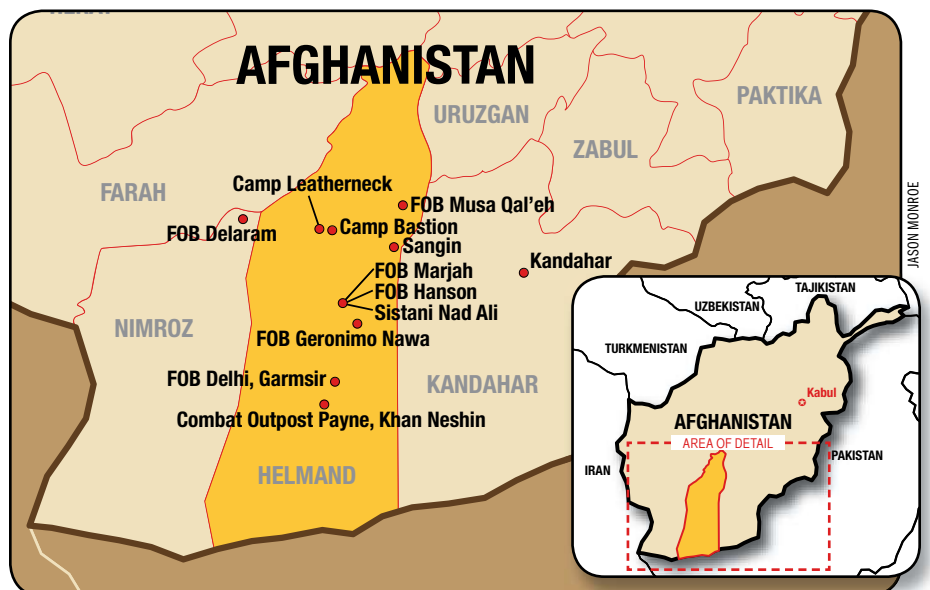 AFGHANISTAN
URUZGAN
PAKTIKA
ZABUL
FARAH
Camp Leatherneck
FOB Musa Qal’eh
FOB Delaram
Camp Bastion
Sangin
Kandahar
FOB Marjah
FOB Hanson
Sistani Nad Ali
NIMROZ
FOB Geronimo Nawa
FOB Delhi, Garmsir
KANDAHAR
Combat Outpost Payne, Khan Neshin
HELMAND
JASON MONROE
TAJIKISTAN
UZBEKISTAN
TURKMENISTAN
Kabul
AFGHANISTAN
AREA OF DETAIL
PAKISTAN
IRAN